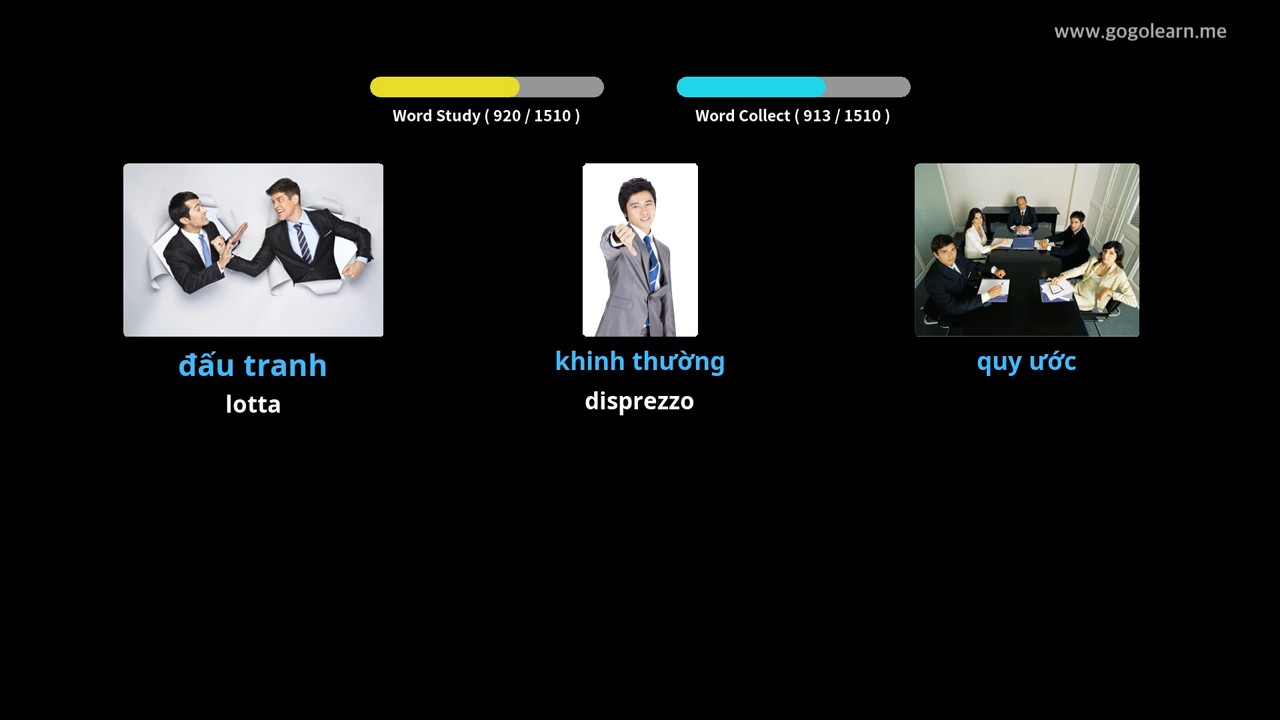 www.gogolearn.me
Word Study ( 920 / 1510 )
Word Collect ( 913 / 1510 )
đấu tranh
lotta
khinh thường
disprezzo
quy ước